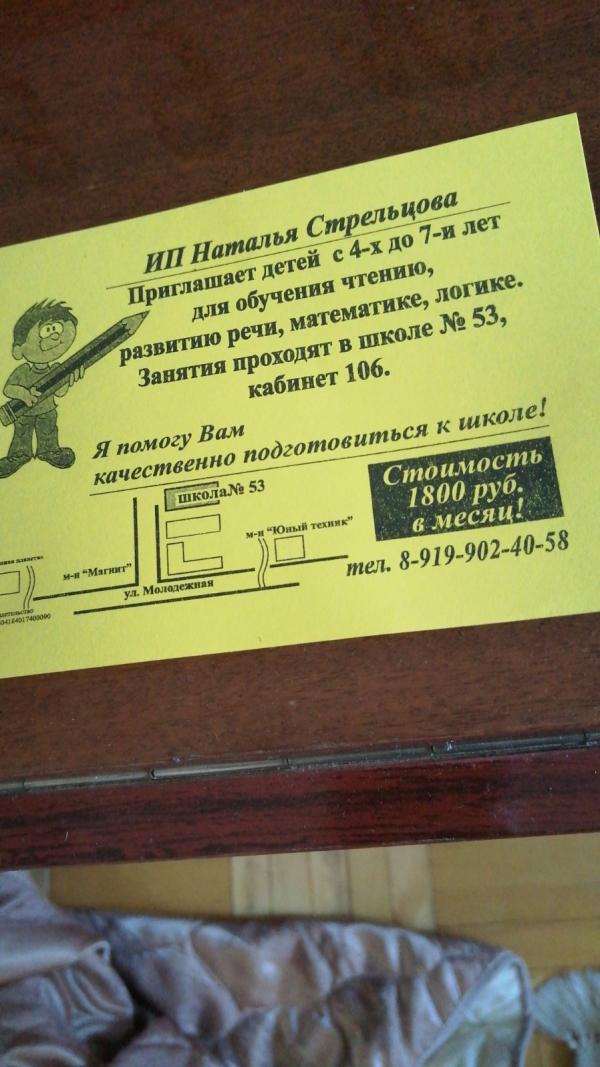 ИП Наталья Стрельцова
Приглашает детей с 4-х до 7-и лет
для обучения чтению,
развитию речи, математике, логике.
Занятия проходят в школе № 53,
кабинет 106.
Я помогу Вам
качественно подготовиться к школе!
Стоимость
1800 руб.
в месяц!
тел. 8-919-902-40-58
школа№ 53
м-н "Юный техник"
м-н "Магнит"
ул. Молодежная